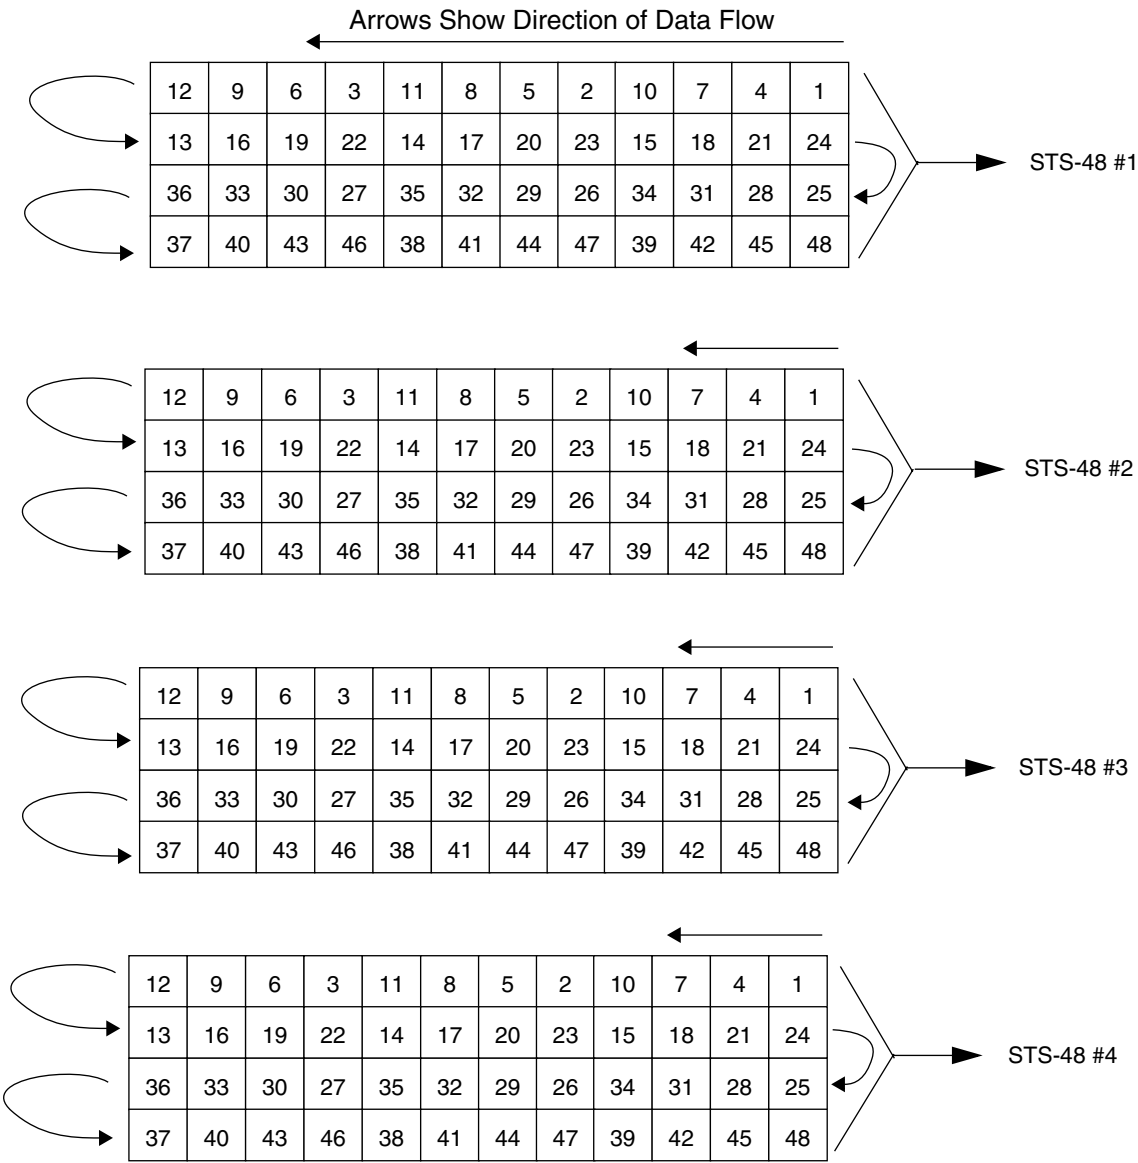 Arrows Show Direction of Data Flow
12 9 6 3 11 8 5 2 10 7 4 1
13 16 19 22 14 17 20 23 15 18 21 24
STS-48 #1
36 33 30 27 35 32 29 26 34 31 28 25
37 40 43 46 38 41 44 47 39 42 45 48
12 9 6 3 11 8 5 2 10 7 4 1
13 16 19 22 14 17 20 23 15 18 21 24
STS-48 #2
36 33 30 27 35 32 29 26 34 31 28 25
37 40 43 46 38 41 44 47 39 42 45 48
12 9 6 3 11 8 5 2 10 7 4 1
13 16 19 22 14 17 20 23 15 18 21 24
STS-48 #3
36 33 30 27 35 32 29 26 34 31 28 25
37 40 43 46 38 41 44 47 39 42 45 48
12 9 6 3 11 8 5 2 10 7 4 1
13 16 19 22 14 17 20 23 15 18 21 24
STS-48 #4
36 33 30 27 35 32 29 26 34 31 28 25
37 40 43 46 38 41 44 47 39 42 45 48